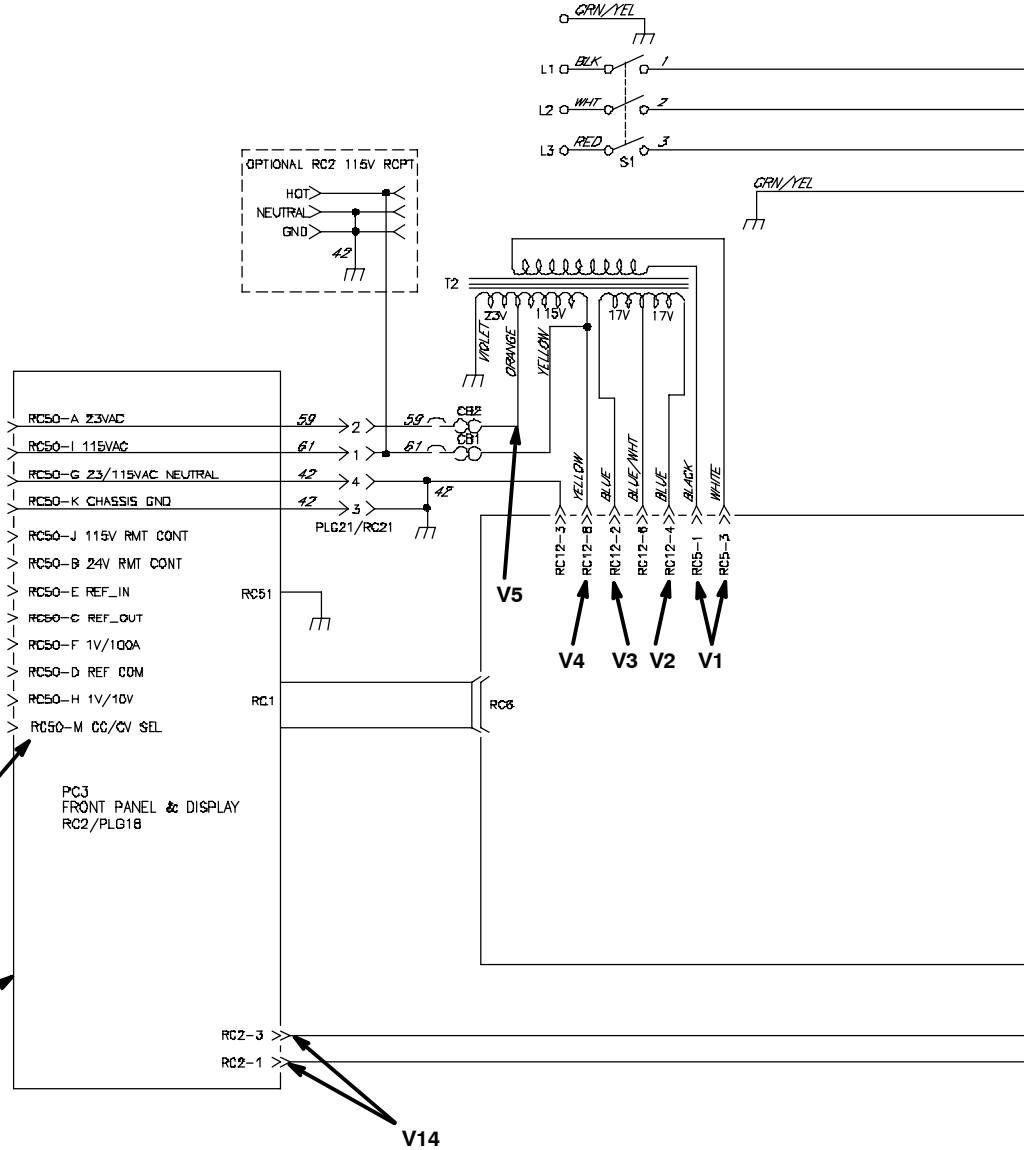 GRN/YEL
L1 BLK 1
L2 WHT 2
L3 RED 3
S1
GRN/YEL
OPTIONAL RC2 115V RCPT
HOT
NEUTRAL
GND
42
T2
23V 115V 17V 17V
VIOLET
ORANGE
YELLOW
RC50-A 23VAC 59 2 59 CB2
RC50-I 115VAC 61 1 61 CB1
RC50-G 23/115VAC NEUTRAL 42 4
42
RC50-K CHASSIS GND 42 3
PLG21/RC21
YELLOW
BLUE
BLUE/WHT
BLUE
BLACK
WHITE
RC12-3
RC12-8
RC12-2
RC12-6
RC12-4
RC5-1
RC5-3
RC50-J 115V RMT CONT
RC50-B 24V RMT CONT
RC50-E REF_IN
RC51
RC50-C REF_OUT
RC50-F 1V/100A
RC50-D REF COM
RC50-H 1V/10V
RC50-M CC/CV SEL
V5
V4 V3 V2 V1
RC1
RC6
PC3
FRONT PANEL & DISPLAY
RC2/PLG18
RC2-3
RC2-1
V14